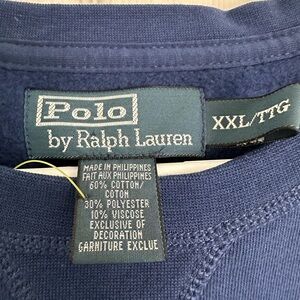 Polo
by Ralph Lauren
XXL/TTG
MADE IN PHILIPPINES
FAIT AUX PHILIPPINES
60% COTTON/
COTON
30% POLYESTER
10% VISCOSE
EXCLUSIVE OF
DECORATION
GARNITURE EXCLUE